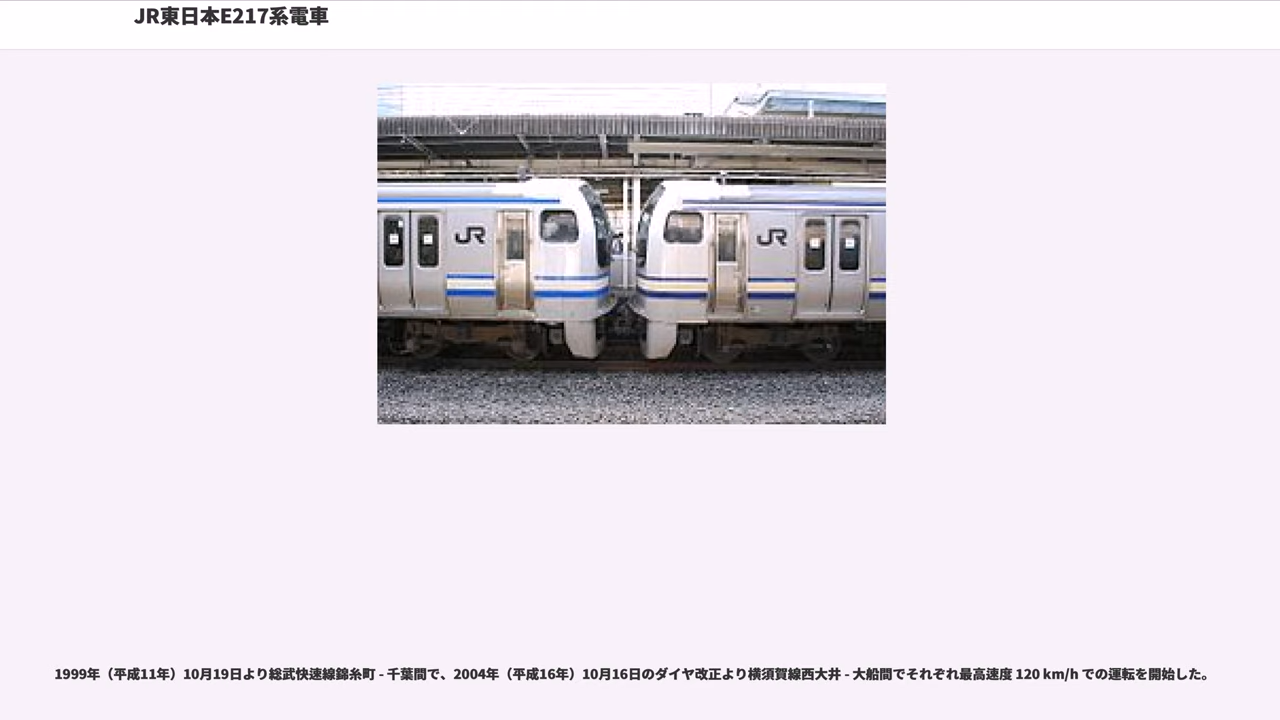 JR東日本E217系電車
JR JR
1999年（平成11年）10月19日より総武快速線錦糸町 - 千葉間で、2004年（平成16年）10月16日のダイヤ改正より横須賀線西大井 - 大船間でそれぞれ最高速度 120 km/h での運転を開始した。